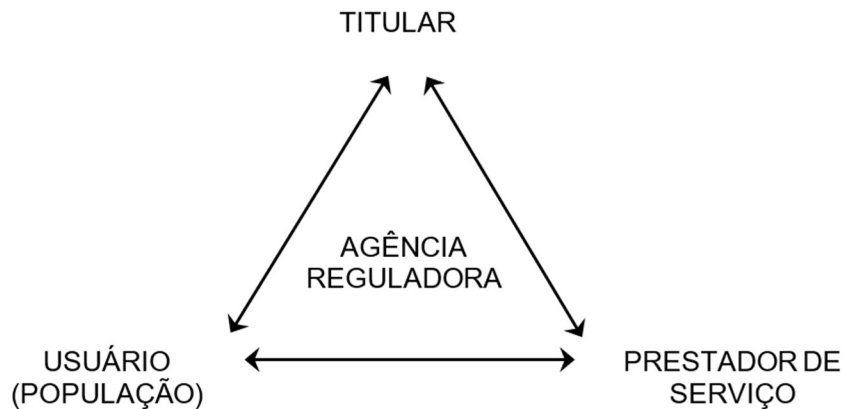 TITULAR
AGÊNCIA
REGULADORA
USUÁRIO
(POPULAÇÃO)
PRESTADOR DE
SERVIÇO